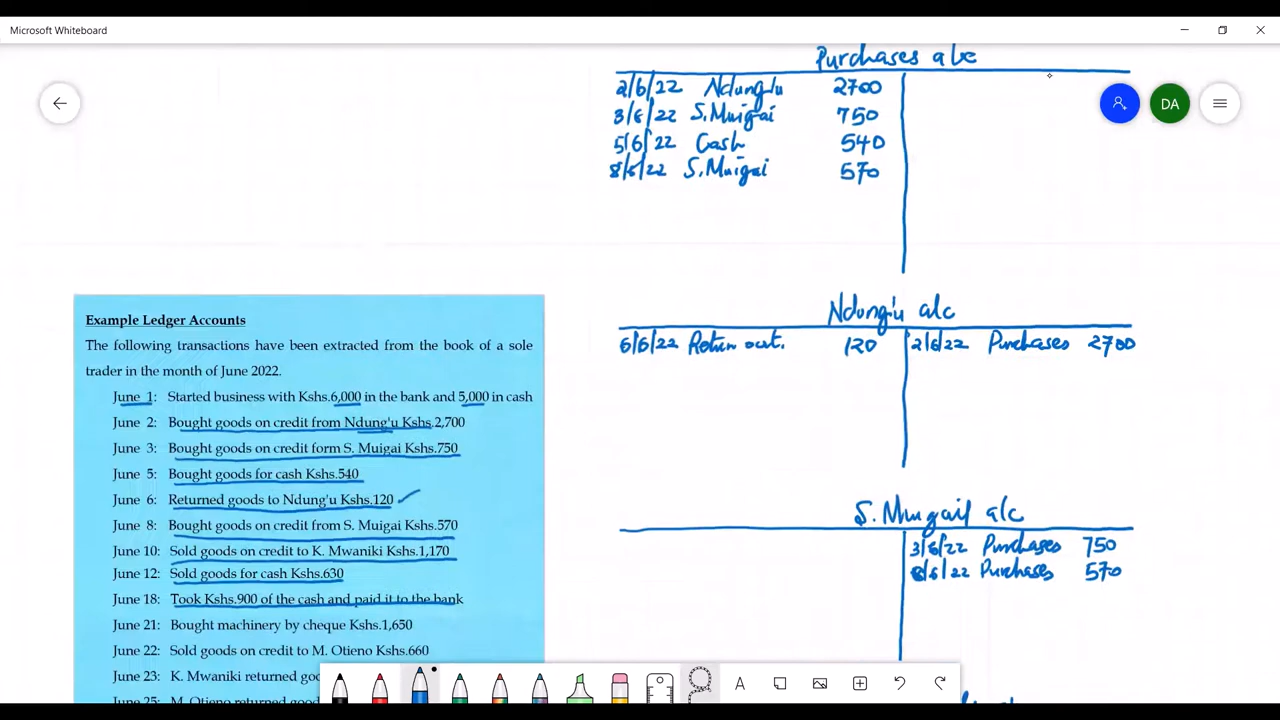 Microsoft Whiteboard
Purchases a/c
2/6/22 Ndung'u 2700
3/6/22 S.Muigai 750
5/6/22 Cash 540
8/6/22 S.Muigai 570
DA
Ndung'u a/c
6/6/22 Return out. 120 2/6/22 Purchases 2700
S.Muigai a/c
3/6/22 Purchases 750
8/6/22 Purchases 570
Example Ledger Accounts
The following transactions have been extracted from the book of a sole
trader in the month of June 2022.
June 1: Started business with Kshs.6,000 in the bank and 5,000 in cash
June 2: Bought goods on credit from Ndung'u Kshs.2,700
June 3: Bought goods on credit form S. Muigai Kshs.750
June 5: Bought goods for cash Kshs.540
June 6: Returned goods to Ndung'u Kshs.120
June 8: Bought goods on credit from S. Muigai Kshs.570
June 10: Sold goods on credit to K. Mwaniki Kshs.1,170
June 12: Sold goods for cash Kshs.630
June 18: Took Kshs.900 of the cash and paid it to the bank
June 21: Bought machinery by cheque Kshs.1,650
June 22: Sold goods on credit to M. Otieno Kshs.660
June 23: K. Mwaniki returned goo
June 25: M. Otieno returned good
A